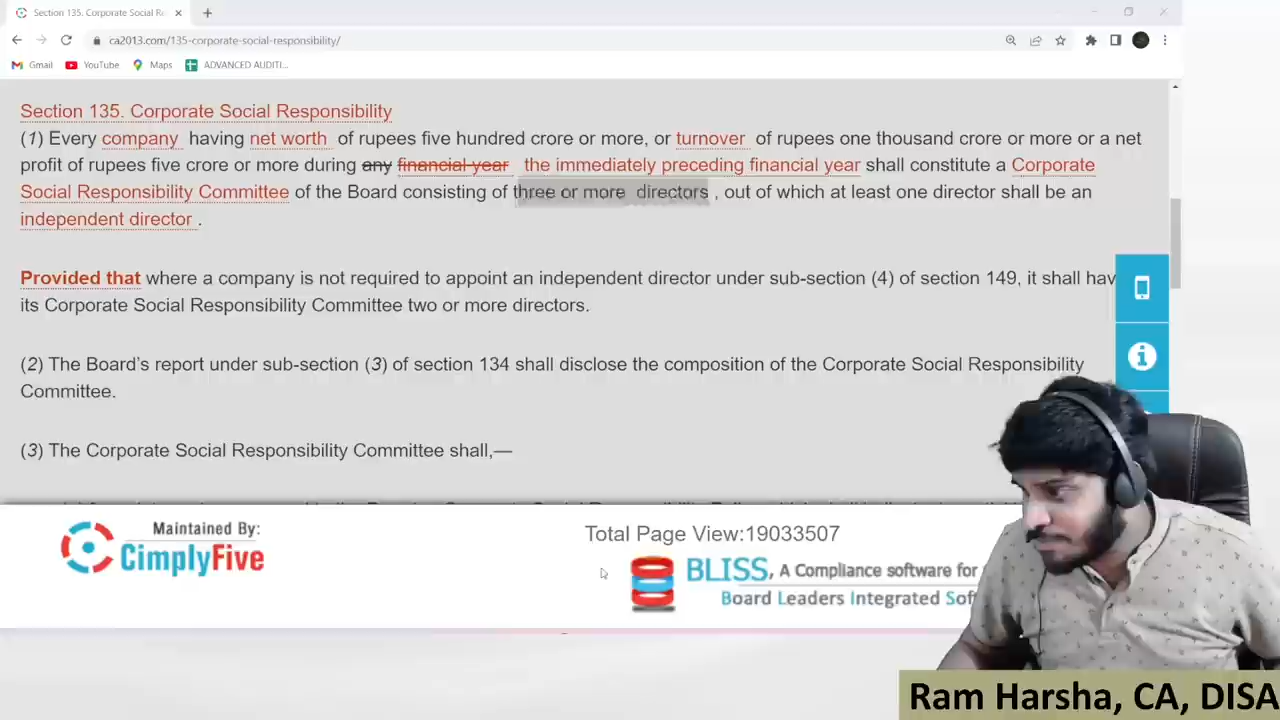 Section 135. Corporate Social Re
ca2013.com/135-corporate-social-responsibility/
Gmail YouTube Maps ADVANCED AUDITI...
Section 135. Corporate Social Responsibility
(1) Every company having net worth of rupees five hundred crore or more, or turnover of rupees one thousand crore or more or a net
profit of rupees five crore or more during any financial year the immediately preceding financial year shall constitute a Corporate
Social Responsibility Committee of the Board consisting of three or more directors , out of which at least one director shall be an
independent director .
Provided that where a company is not required to appoint an independent director under sub-section (4) of section 149, it shall hav
its Corporate Social Responsibility Committee two or more directors.
(2) The Board’s report under sub-section (3) of section 134 shall disclose the composition of the Corporate Social Responsibility
Committee.
(3) The Corporate Social Responsibility Committee shall,—
Maintained By:
CimplyFive
Total Page View:19033507
BLISS, A Compliance software for
Board Leaders Integrated Sof
Ram Harsha, CA, DISA